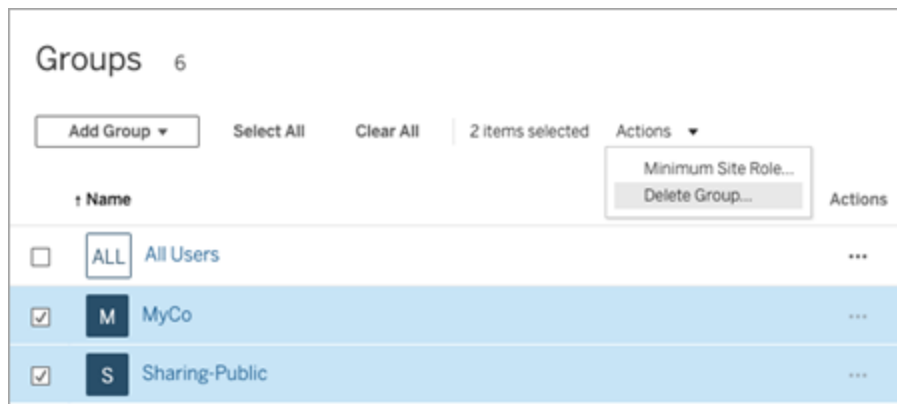 Groups 6
Add Group ▾ Select All Clear All 2 items selected Actions ▾
Minimum Site Role...
Delete Group...
↑ Name Actions
ALL All Users ...
M MyCo ...
S Sharing-Public ...